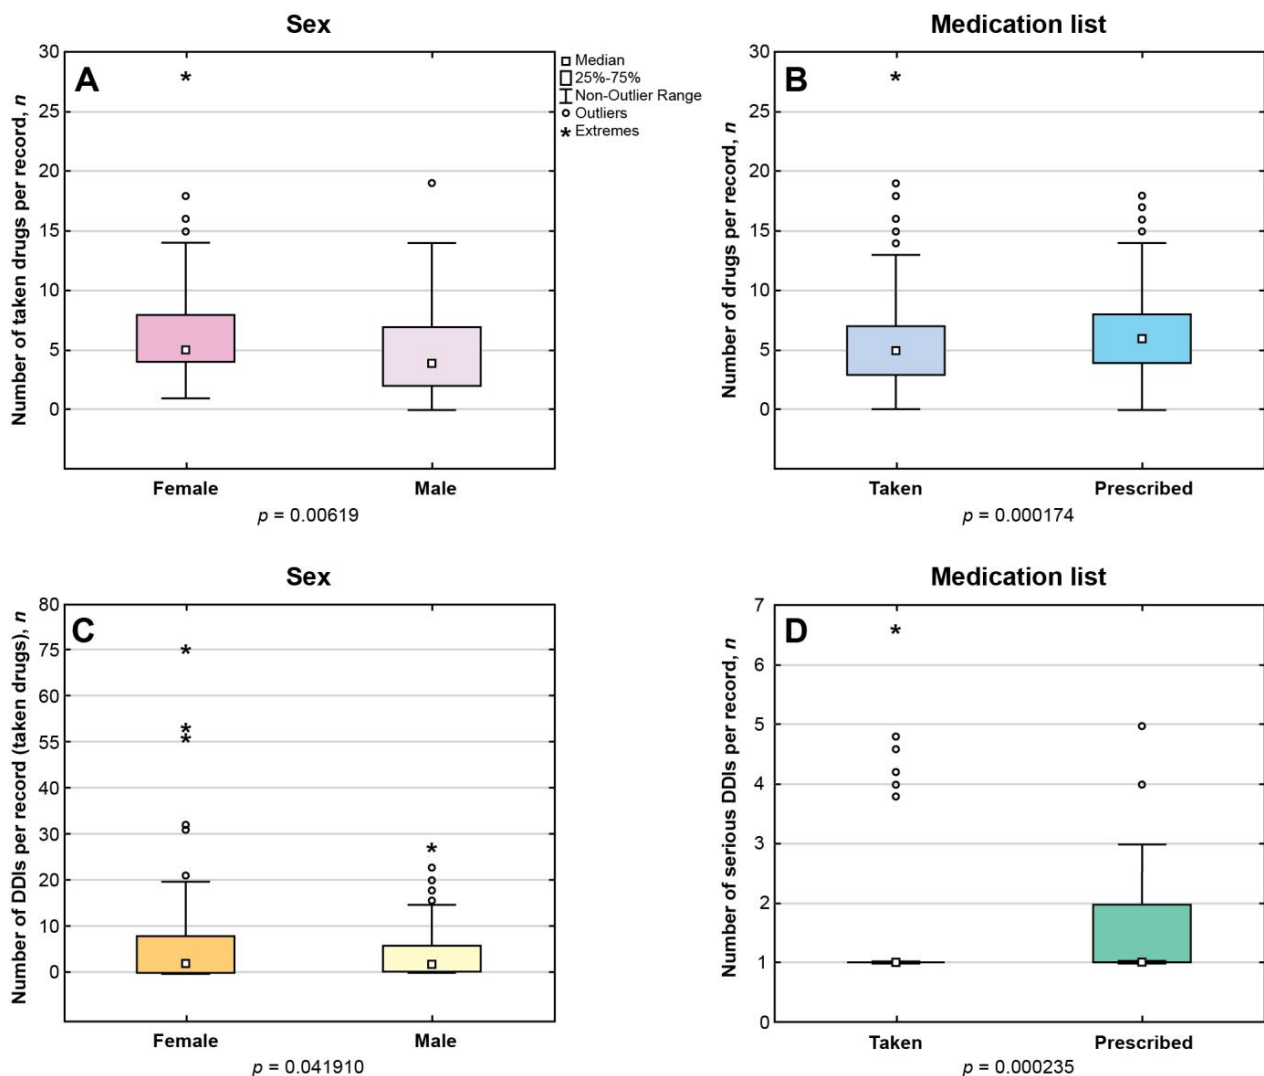 Sex
A
Number of taken drugs per record, n
30
25
20
15
10
5
0
Female
Male
p = 0.00619
Median
25%-75%
Non-Outlier Range
Outliers
Extremes
Medication list
B
Number of drugs per record, n
30
25
20
15
10
5
0
Taken
Prescribed
p = 0.000174
Sex
C
Number of DDIs per record (taken drugs), n
80
75
60
55
40
30
20
10
0
Female
Male
p = 0.041910
Medication list
D
Number of serious DDIs per record, n
7
6
5
4
3
2
1
0
Taken
Prescribed
p = 0.000235